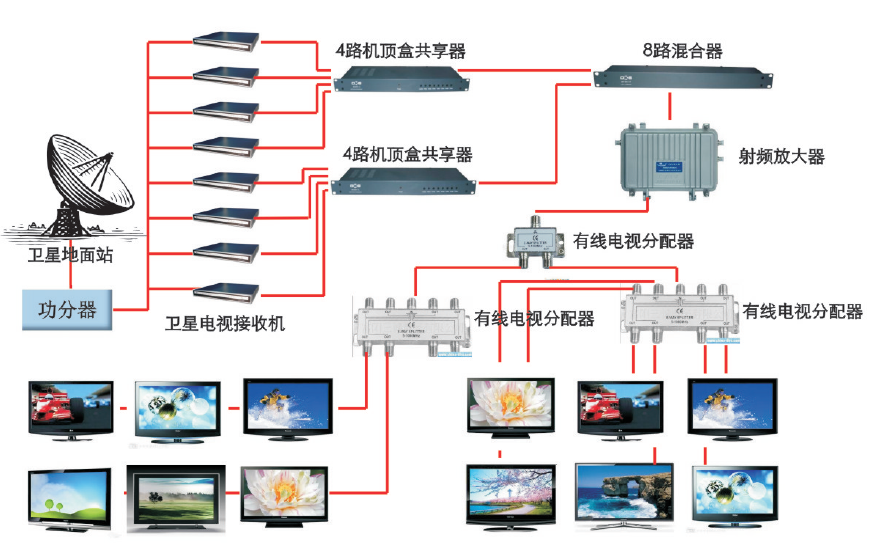 4路机顶盒共享器
8路混合器
4路机顶盒共享器
射频放大器
卫星地面站
有线电视分配器
功分器
卫星电视接收机
有线电视分配器
有线电视分配器